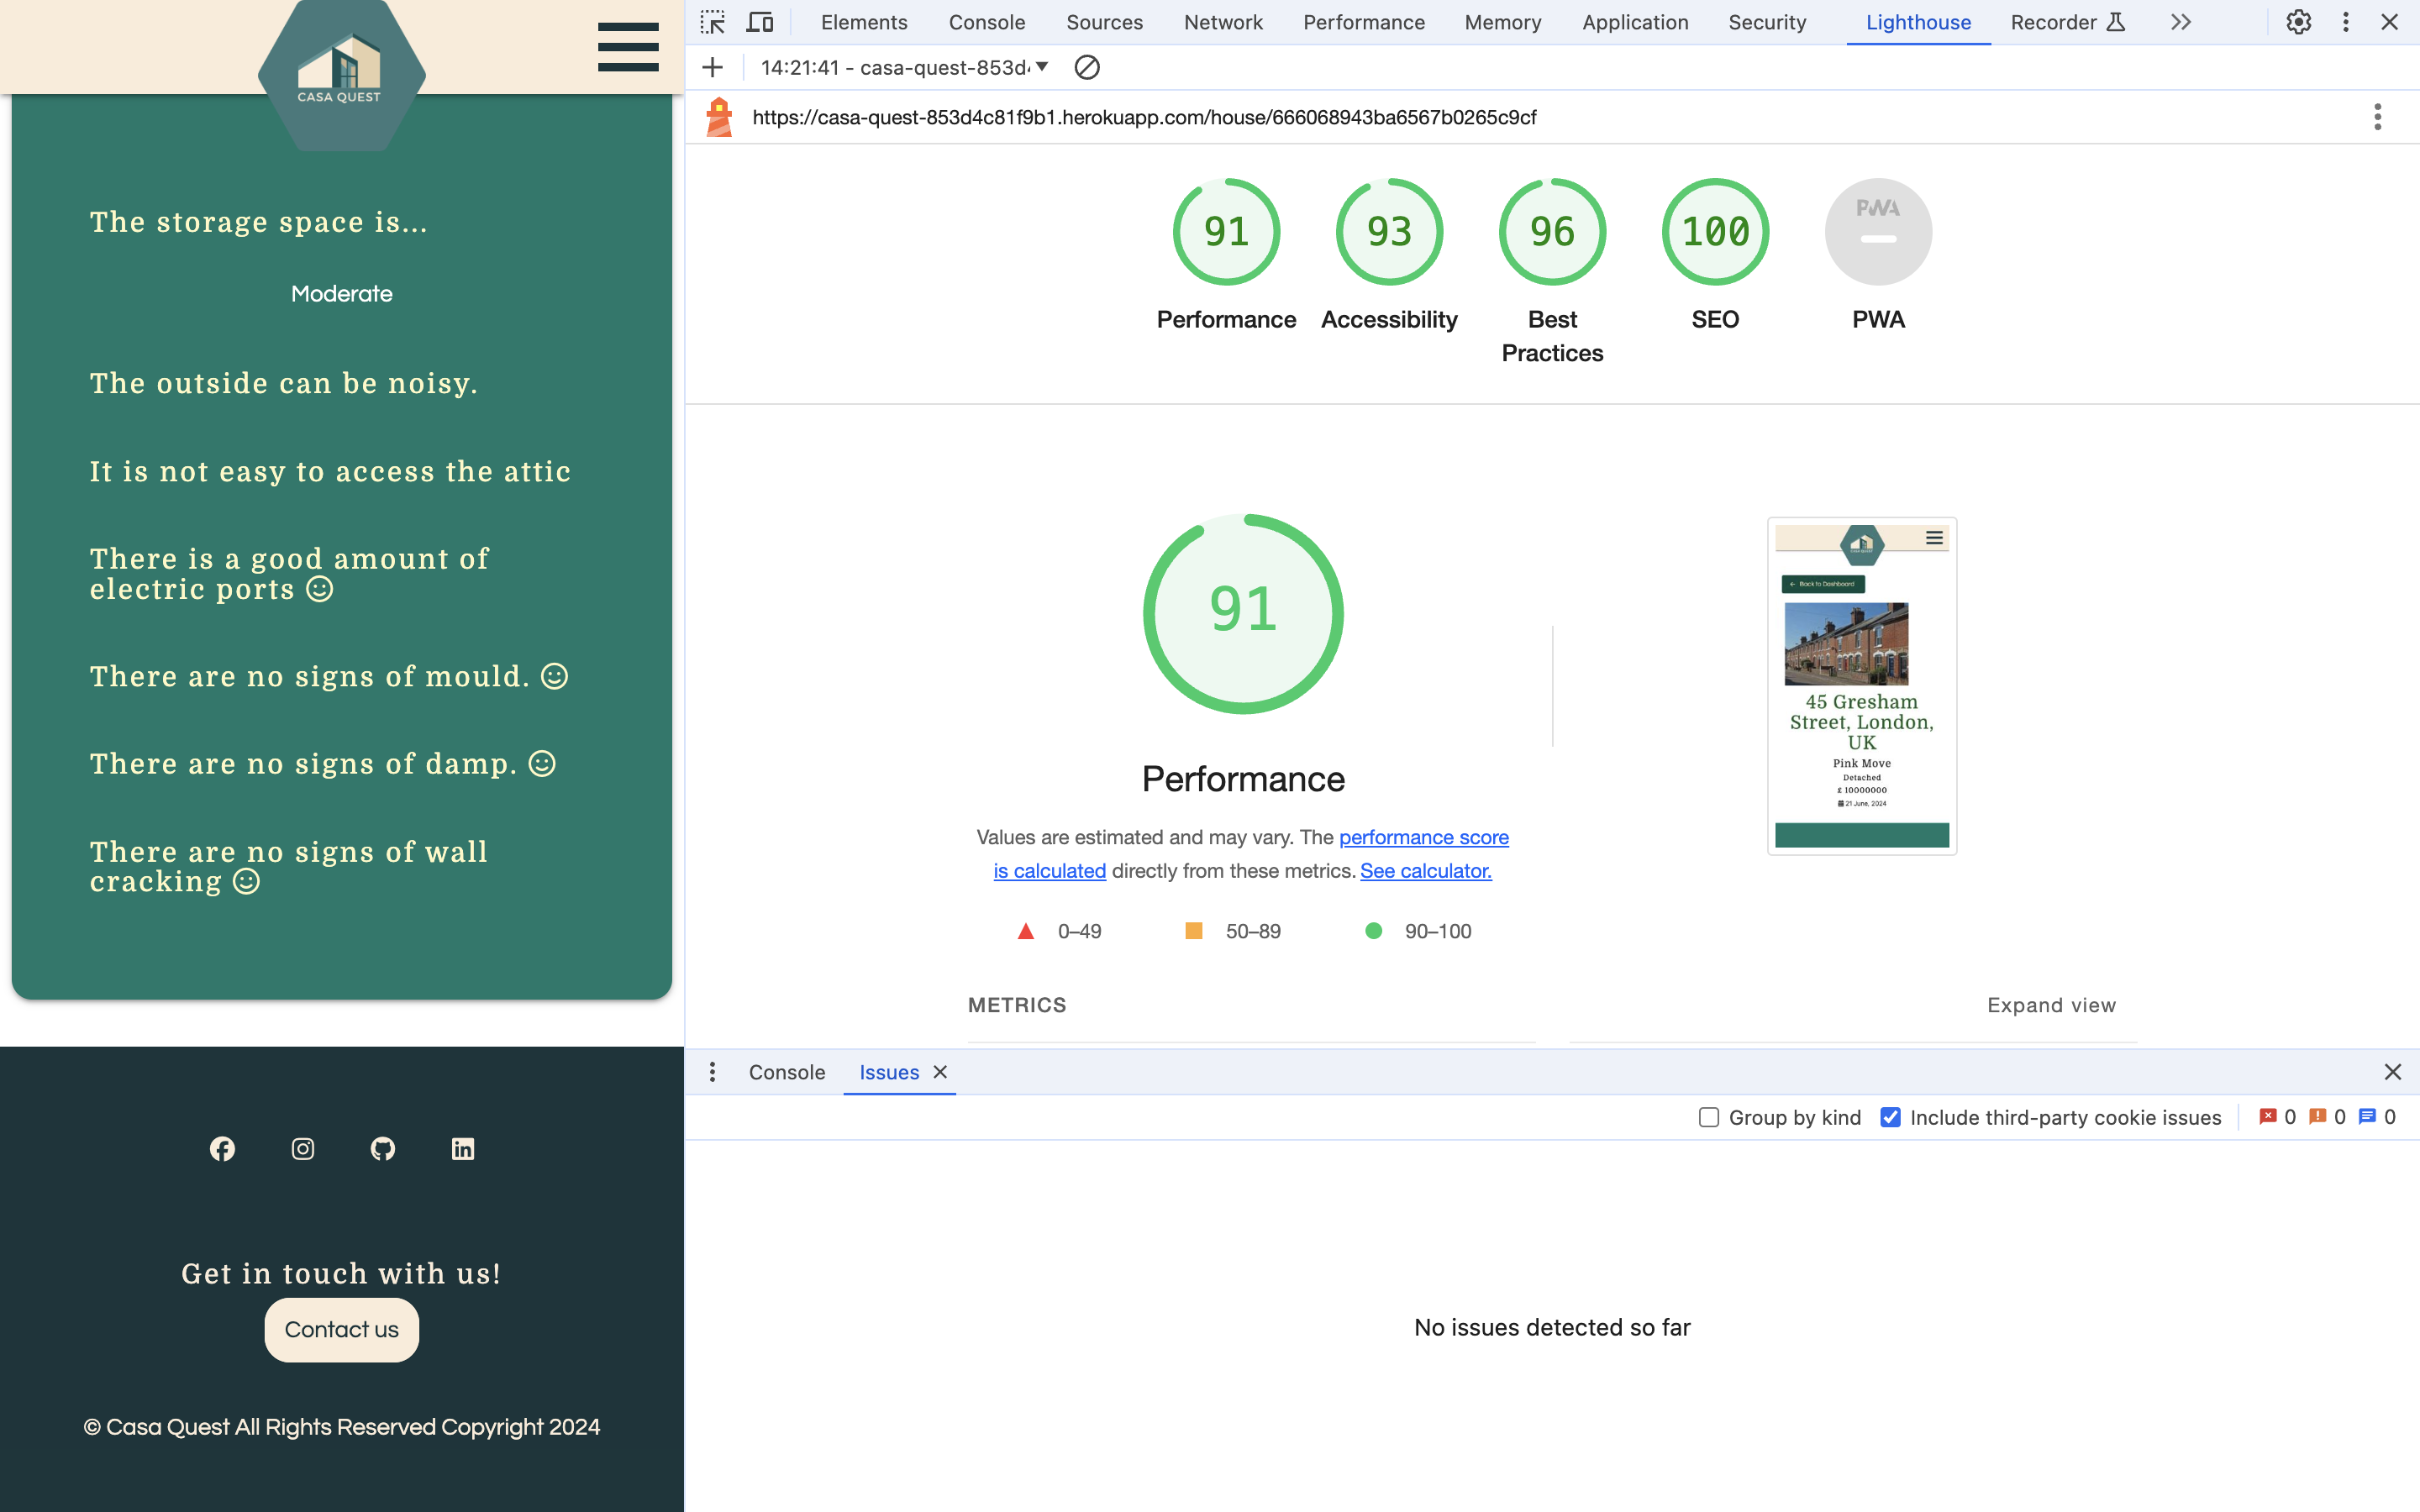 CASA QUEST
The storage space is...
Moderate
The outside can be noisy.
It is not easy to access the attic
There is a good amount of
electric ports
There are no signs of mould.
There are no signs of damp.
There are no signs of wall
cracking
Get in touch with us!
Contact us
© Casa Quest All Rights Reserved Copyright 2024
Elements Console Sources Network Performance Memory Application Security Lighthouse Recorder
14:21:41 - casa-quest-853d
https://casa-quest-853d4c81f9b1.herokuapp.com/house/666068943ba6567b0265c9cf
91 93 96 100 PWA
Performance Accessibility Best SEO PWA
Practices
91
Performance
Values are estimated and may vary. The performance score
is calculated directly from these metrics. See calculator.
0–49 50–89 90–100
CASA QUEST
← Back to Dashboard
45 Gresham
Street, London,
UK
Pink Move
Detached
£ 10000000
21 June, 2024
METRICS Expand view
Console Issues
Group by kind Include third-party cookie issues 0 0 0
No issues detected so far